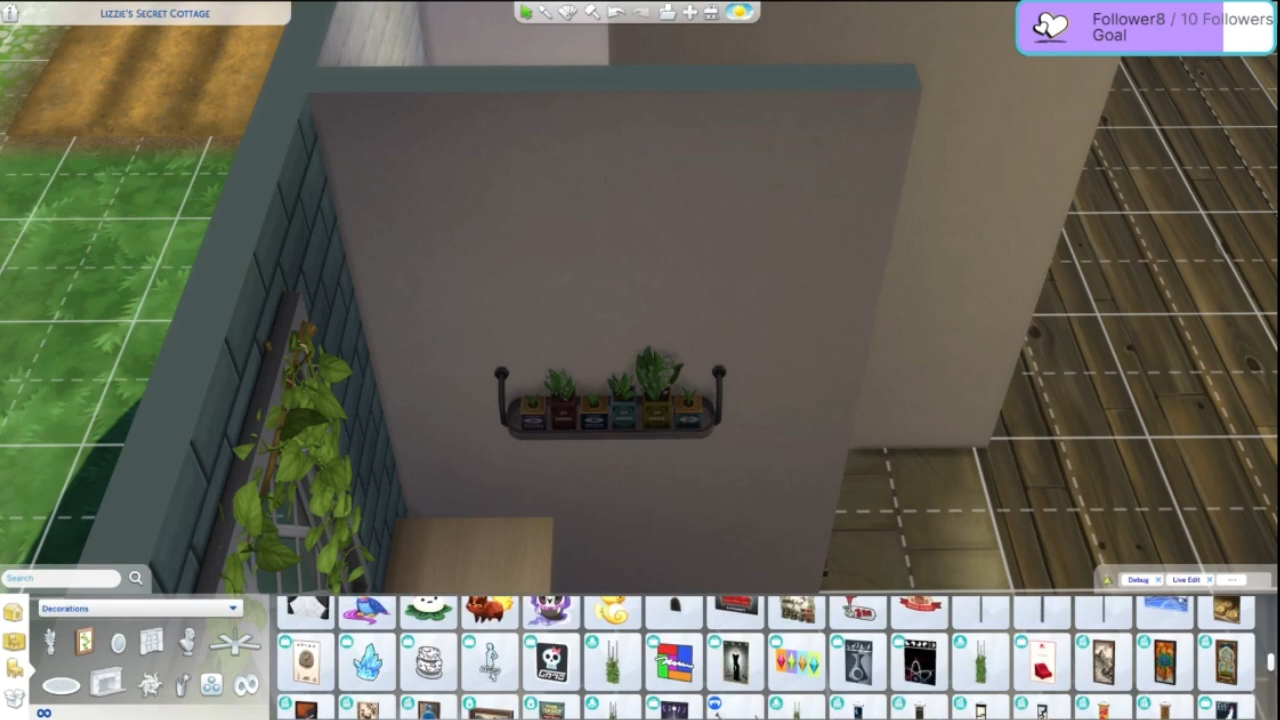 LIZZIE'S SECRET COTTAGE
Follower8 / 10 Followers
Goal
Search
Debug
Live Edit
...
Decorations